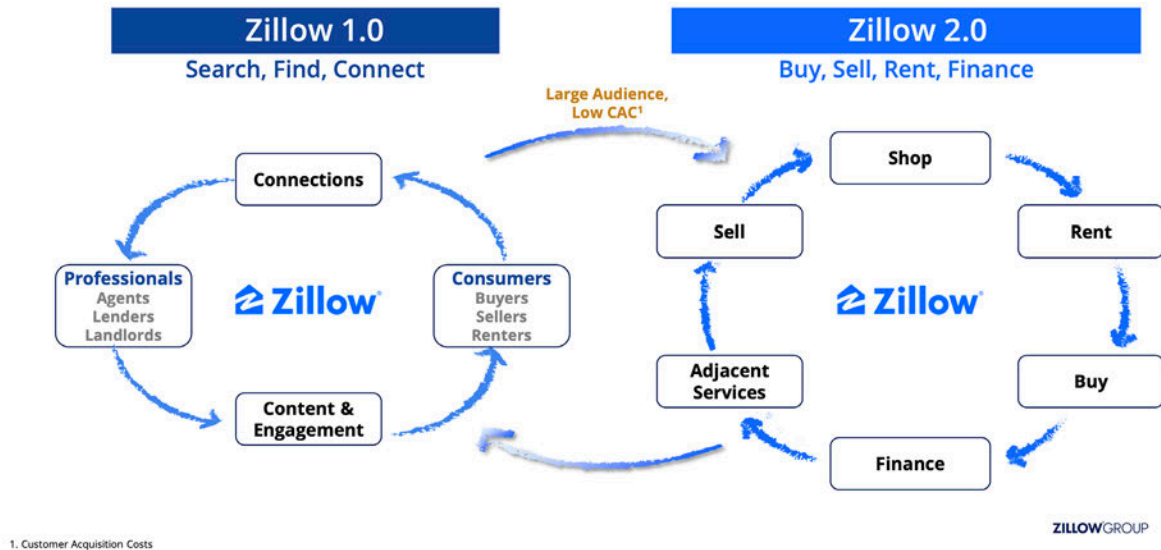 Zillow 1.0
Search, Find, Connect
Zillow 2.0
Buy, Sell, Rent, Finance
Large Audience,
Low CAC¹
Connections
Professionals
Agents
Lenders
Landlords
Zillow®
Consumers
Buyers
Sellers
Renters
Content &
Engagement
Shop
Sell
Rent
Zillow®
Adjacent
Services
Buy
Finance
ZILLOWGROUP
1. Customer Acquisition Costs